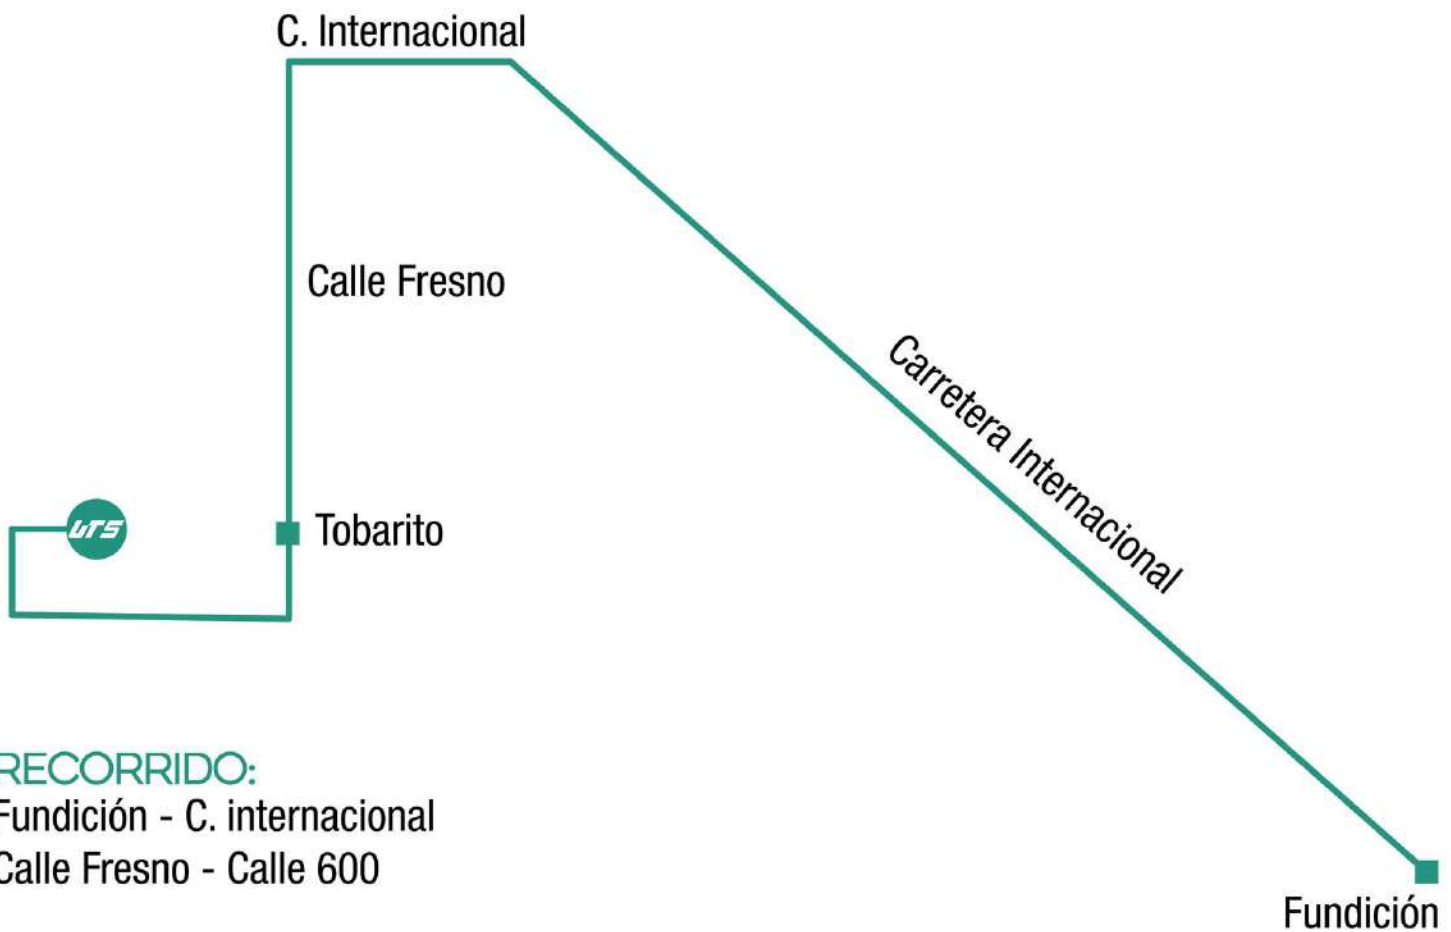 C. Internacional
Calle Fresno
Carretera Internacional
UTS
Tobarito
RECORRIDO:
Fundición - C. internacional
Calle Fresno - Calle 600
Fundición